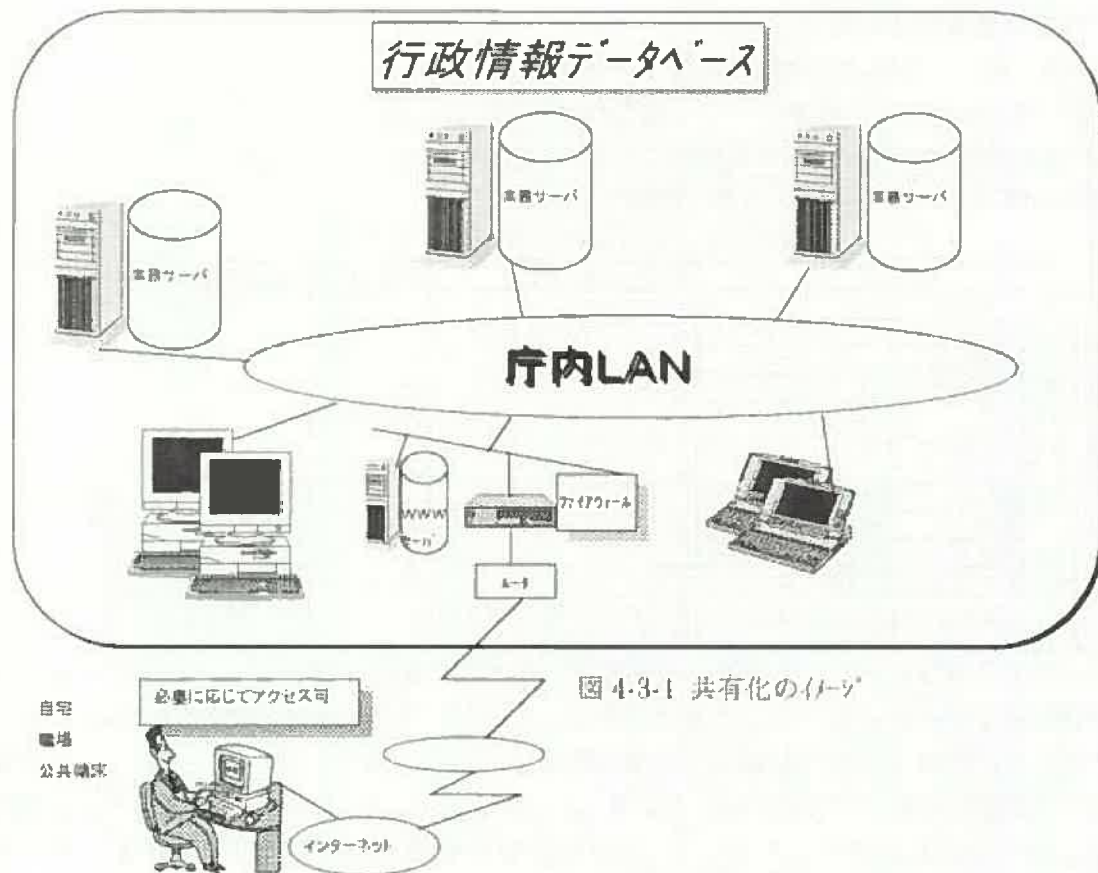 行政情報データベース
業務サーバ
業務サーバ
業務サーバ
庁内LAN
WWW
サーバ
ファイアウォール
ルータ
図4-3-1 共有化のイメージ
必要に応じてアクセス可
自宅
職場
公共端末
インターネット